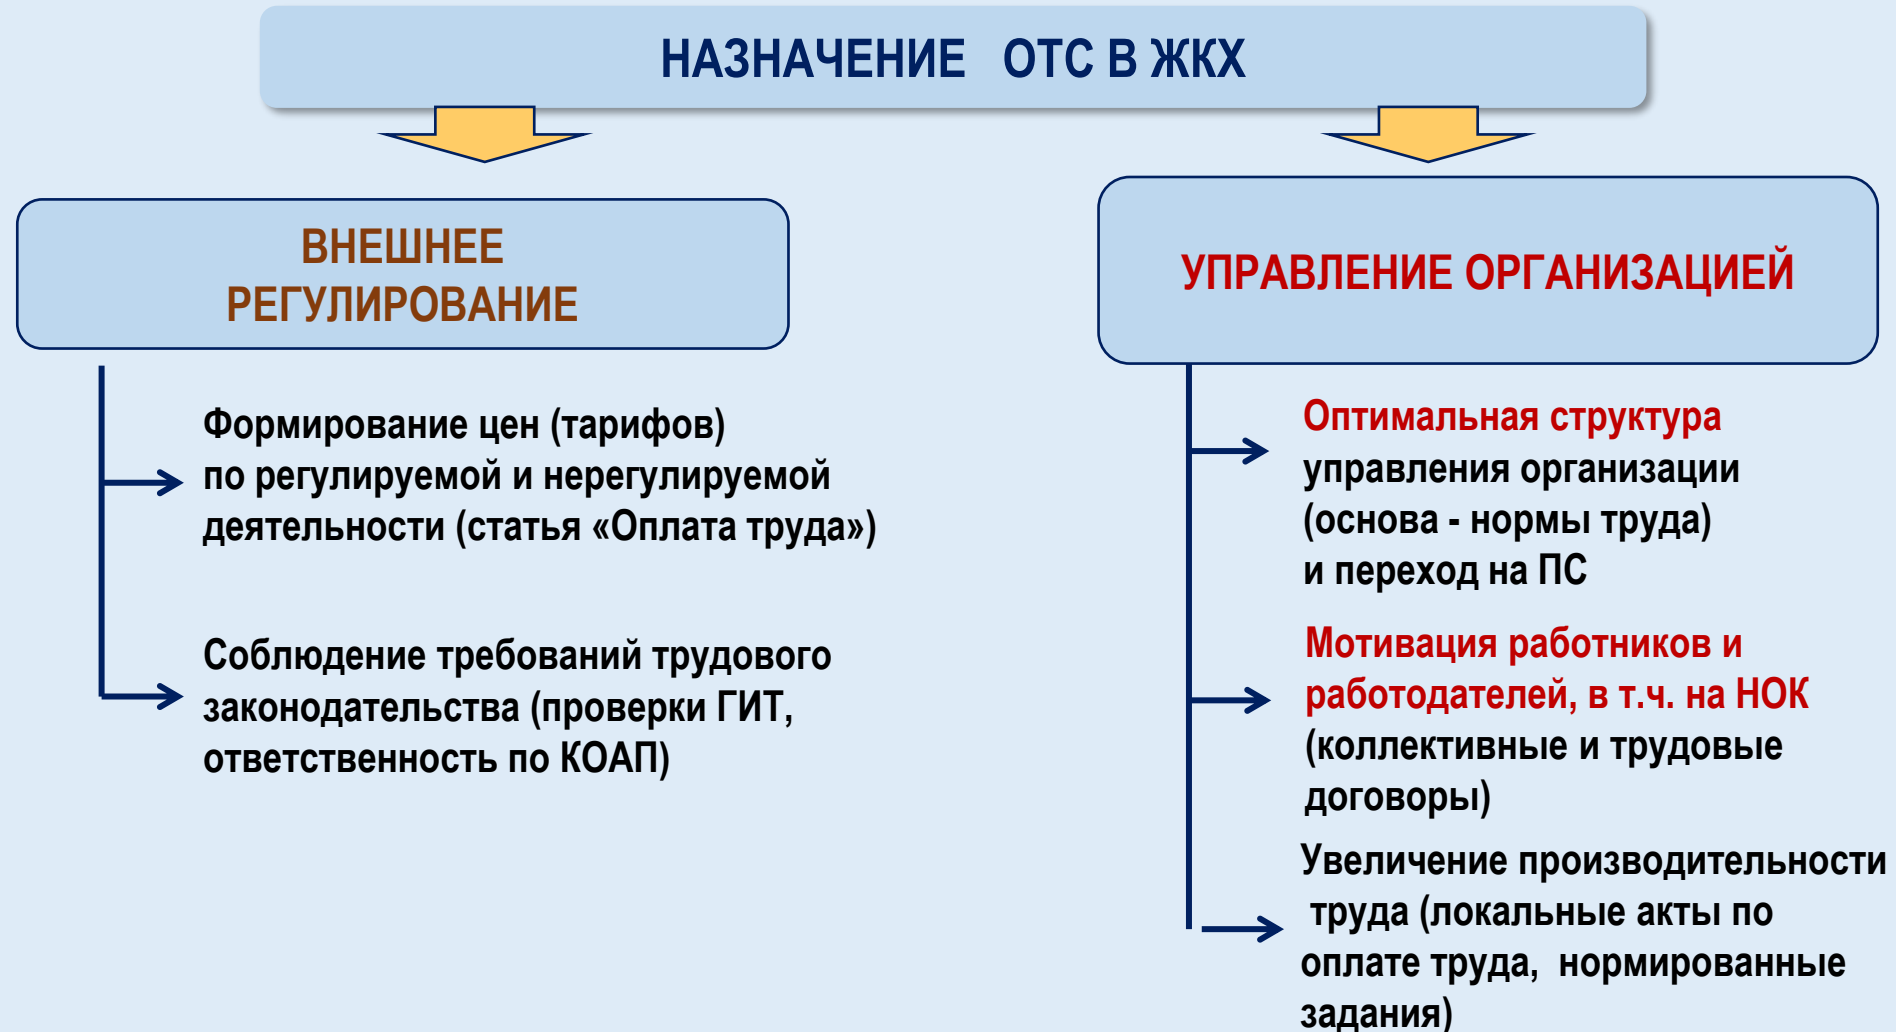 НАЗНАЧЕНИЕ ОТС В ЖКХ
ВНЕШНЕЕ
РЕГУЛИРОВАНИЕ
Формирование цен (тарифов)
по регулируемой и нерегулируемой
деятельности (статья «Оплата труда»)
Соблюдение требований трудового
законодательства (проверки ГИТ,
ответственность по КОАП)
УПРАВЛЕНИЕ ОРГАНИЗАЦИЕЙ
Оптимальная структура
управления организации
(основа - нормы труда)
и переход на ПС
Мотивация работников и
работодателей, в т.ч. на НОК
(коллективные и трудовые
договоры)
Увеличение производительности
труда (локальные акты по
оплате труда, нормированные
задания)